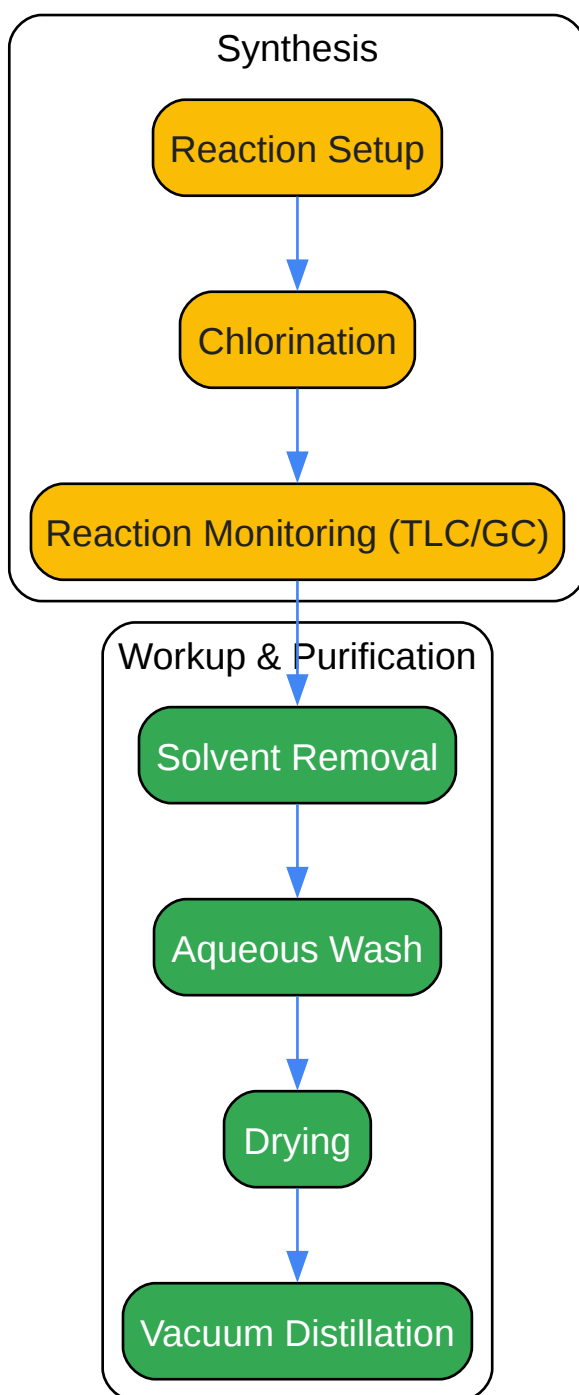 Synthesis
Reaction Setup
Chlorination
Reaction Monitoring (TLC/GC)
Workup & Purification
Solvent Removal
Aqueous Wash
Drying
Vacuum Distillation